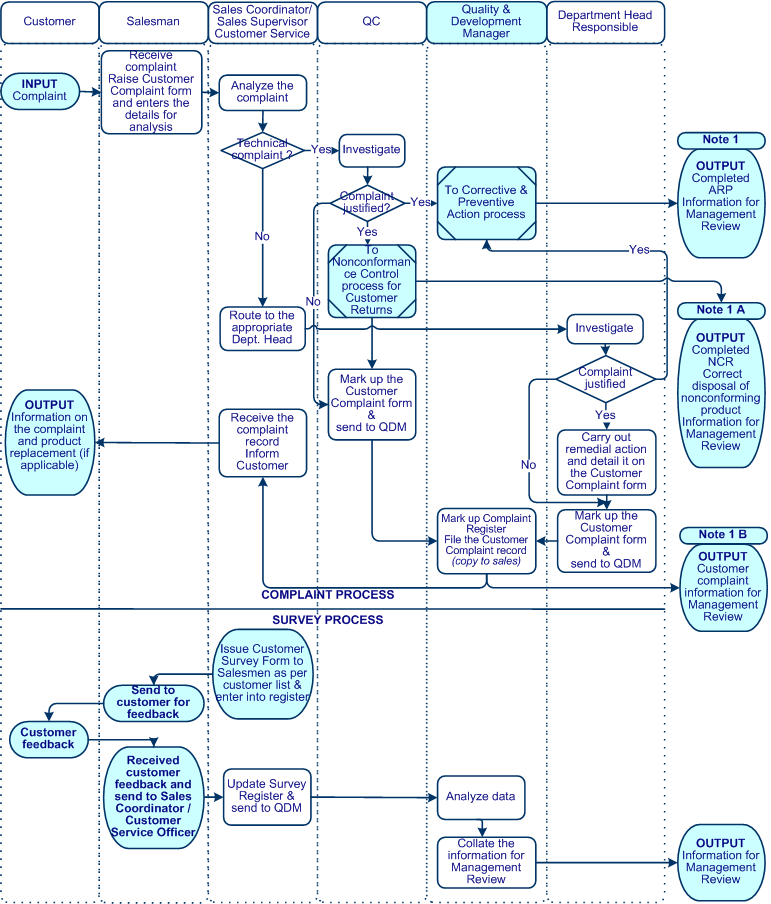 Customer
Salesman
Sales Coordinator/
Sales Supervisor
Customer Service
QC
Quality &
Development
Manager
Department Head
Responsible
INPUT
Complaint
Receive
complaint
Raise Customer
Complaint form
and enters the
details for
analysis
Analyze the
complaint
Technical
complaint ?
Yes
Investigate
Complaint
justified?
Yes
To Corrective &
Preventive
Action process
Note 1
OUTPUT
Completed
ARP
Information for
Management
Review
No
Yes
To
Nonconforman
ce Control
process for
Customer
Returns
Yes
No
Route to the
appropriate
Dept. Head
Investigate
Note 1 A
OUTPUT
Completed
NCR
Correct
disposal of
nonconforming
product
Information for
Management
Review
Mark up the
Customer
Complaint form
&
send to QDM
Complaint
justified
Yes
No
OUTPUT
Information on
the complaint
and product
replacement (if
applicable)
Receive the
complaint
record
Inform
Customer
Carry out
remedial action
and detail it on
the Customer
Complaint form
Mark up Complaint
Register
File the Customer
Complaint record
(copy to sales)
Mark up the
Customer
Complaint form
&
send to QDM
Note 1 B
OUTPUT
Customer
complaint
information for
Management
Review
COMPLAINT PROCESS
SURVEY PROCESS
Issue Customer
Survey Form to
Salesmen as per
customer list &
enter into register
Send to
customer for
feedback
Customer
feedback
Received
customer
feedback and
send to Sales
Coordinator /
Customer
Service Officer
Update Survey
Register &
send to QDM
Analyze data
Collate the
information for
Management
Review
OUTPUT
Information for
Management
Review